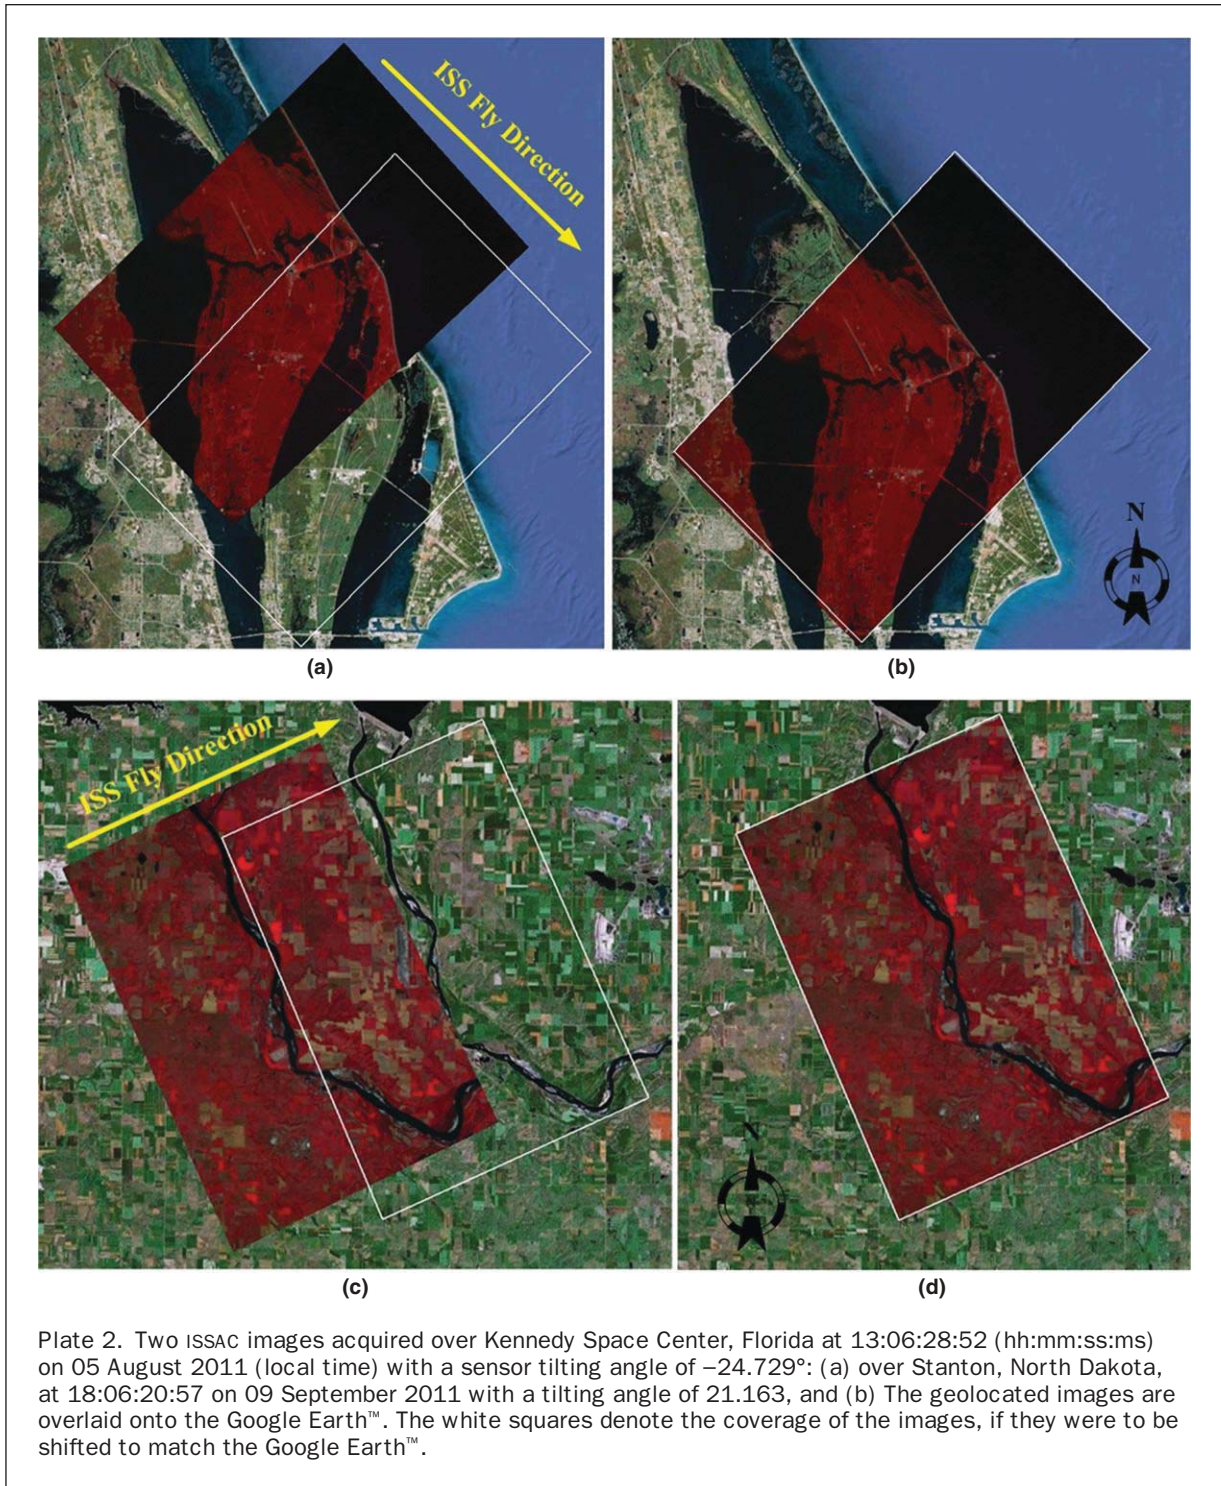 ISS Fly Direction
N
N
(a)
(b)
ISS Fly Direction
N
(c)
(d)
Plate 2. Two ISSAC images acquired over Kennedy Space Center, Florida at 13:06:28:52 (hh:mm:ss:ms)
on 05 August 2011 (local time) with a sensor tilting angle of −24.729°: (a) over Stanton, North Dakota,
at 18:06:20:57 on 09 September 2011 with a tilting angle of 21.163, and (b) The geolocated images are
overlaid onto the Google Earth™. The white squares denote the coverage of the images, if they were to be
shifted to match the Google Earth™.